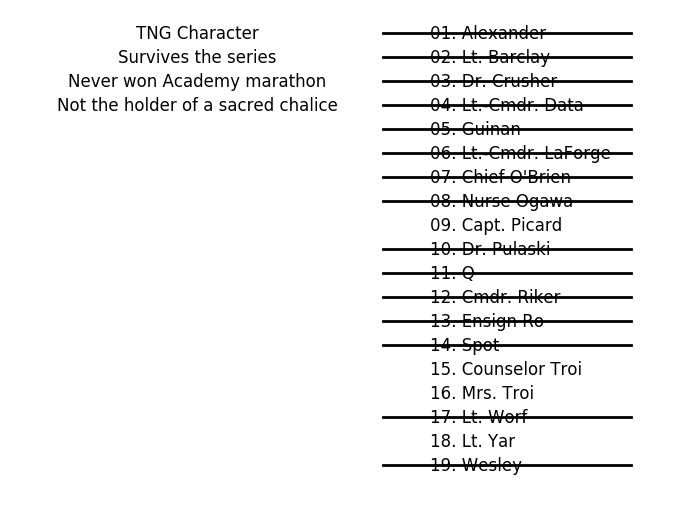 TNG Character
Survives the series
Never won Academy marathon
Not the holder of a sacred chalice
01. Alexander
02. Lt. Barclay
03. Dr. Crusher
04. Lt.-Cmdr. Data
05. Guinan
06. Lt.-Cmdr. LaForge
07. Chief O'Brien
08. Nurse Ogawa
09. Capt. Picard
10. Dr. Pulaski
11. Q
12. Cmdr. Riker
13. Ensign Ro
14. Spot
15. Counselor Troi
16. Mrs. Troi
17. Lt. Worf
18. Lt. Yar
19. Wesley